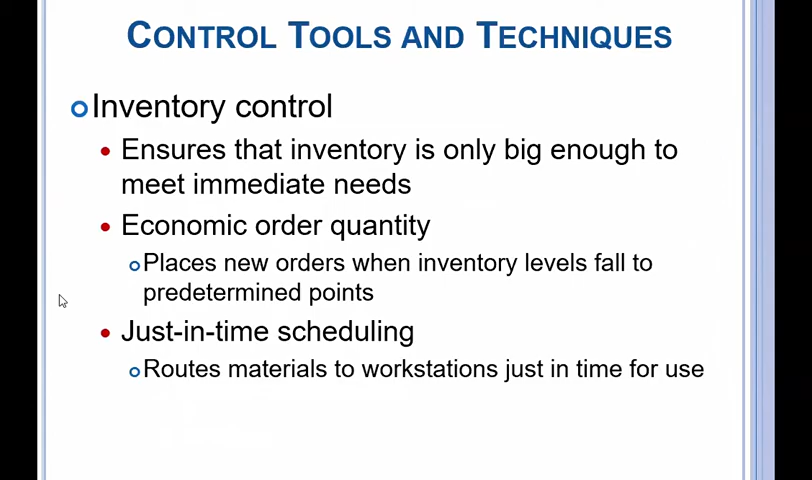 CONTROL TOOLS AND TECHNIQUES
Inventory control
Ensures that inventory is only big enough to
meet immediate needs
Economic order quantity
Places new orders when inventory levels fall to
predetermined points
Just-in-time scheduling
Routes materials to workstations just in time for use